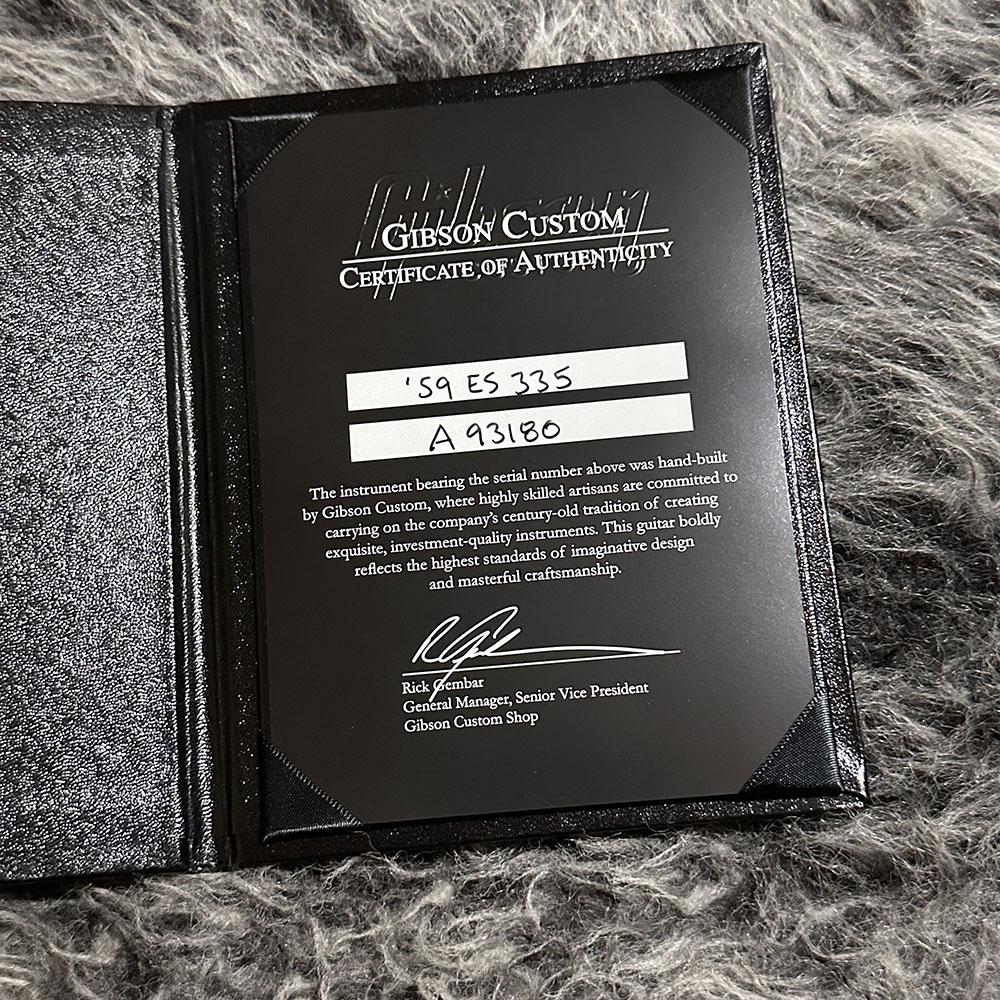 Gibson
GIBSON CUSTOM
CERTIFICATE OF AUTHENTICITY
'59 ES 335
A 93180
The instrument bearing the serial number above was hand-built
by Gibson Custom, where highly skilled artisans are committed to
carrying on the company's century-old tradition of creating
exquisite, investment-quality instruments. This guitar boldly
reflects the highest standards of imaginative design
and masterful craftsmanship.
Rick Gembar
General Manager, Senior Vice President
Gibson Custom Shop